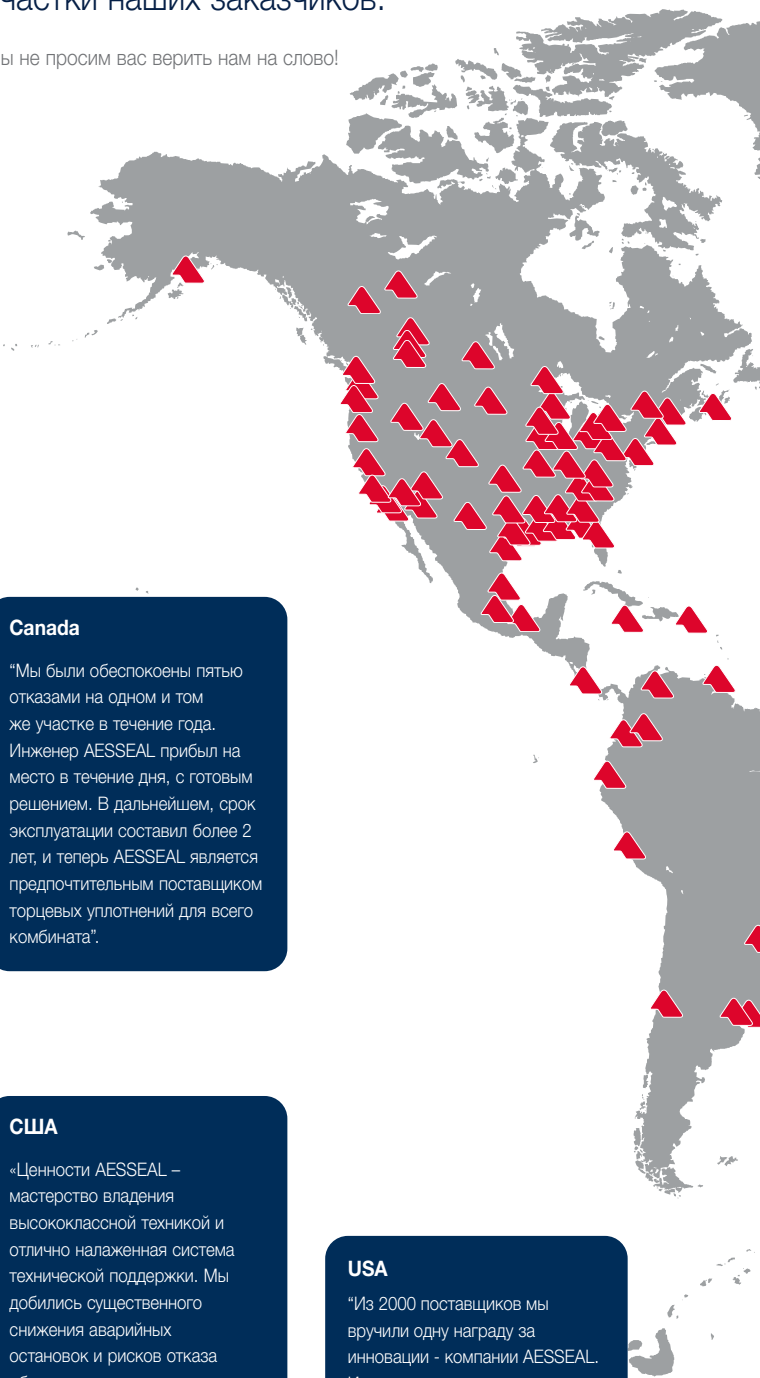 частки наших заказчиков.
ы не просим вас верить нам на слово!
Canada
“Мы были обеспокоены пятью
отказами на одном и том
же участке в течение года.
Инженер AESSEAL прибыл на
место в течение дня, с готовым
решением. В дальнейшем, срок
эксплуатации составил более 2
лет, и теперь AESSEAL является
предпочтительным поставщиком
торцевых уплотнений для всего
комбината”.
США
«Ценности AESSEAL –
мастерство владения
высококлассной техникой и
отлично налаженная система
технической поддержки. Мы
добились существенного
снижения аварийных
остановок и рисков отказа
USA
“Из 2000 поставщиков мы
вручили одну награду за
инновации - компании AESSEAL.